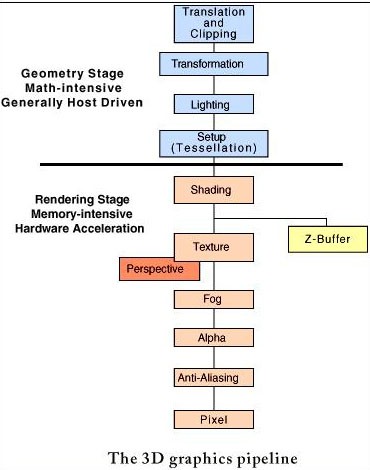 Translation
and
Clipping
Geometry Stage
Math-intensive
Generally Host Driven
Transformation
Lighting
Setup
(Tessellation)
Rendering Stage
Memory-intensive
Hardware Acceleration
Shading
Z-Buffer
Texture
Perspective
Fog
Alpha
Anti-Aliasing
Pixel
The 3D graphics pipeline